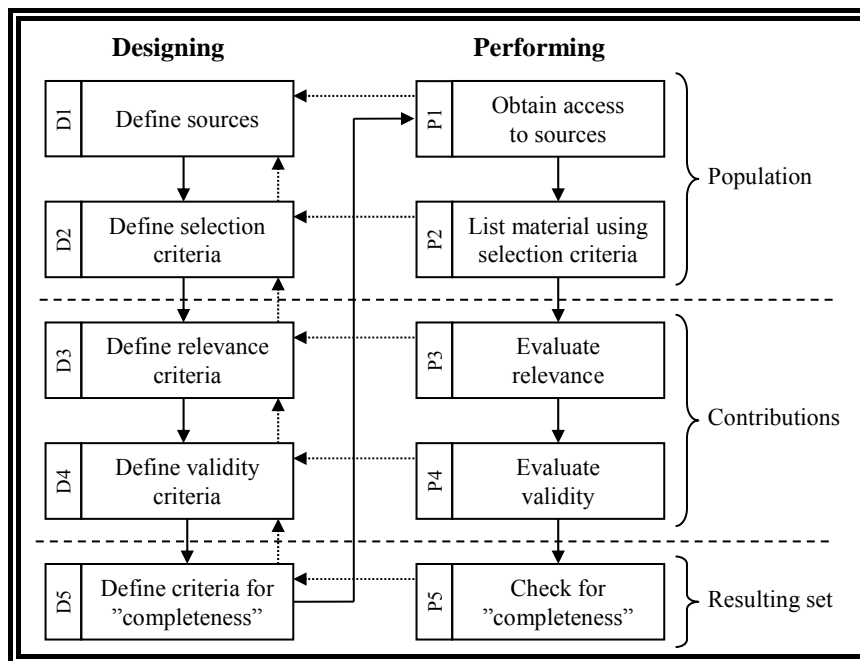 Designing
Performing
D1
Define sources
P1
Obtain access
to sources
Population
D2
Define selection
criteria
P2
List material using
selection criteria
D3
Define relevance
criteria
P3
Evaluate
relevance
Contributions
D4
Define validity
criteria
P4
Evaluate
validity
D5
Define criteria for
”completeness”
P5
Check for
”completeness”
Resulting set